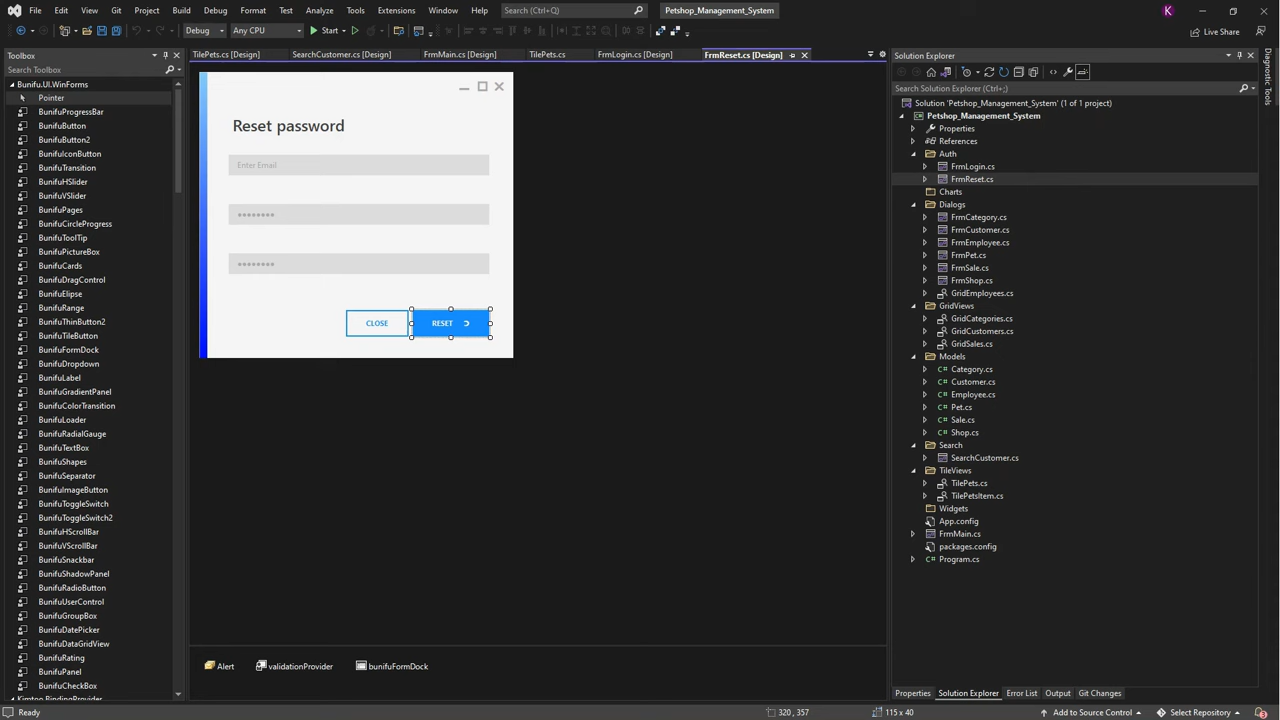 File Edit View Git Project Build Debug Format Test Analyze Tools Extensions Window Help Search (Ctrl+Q) Petshop_Management_System K
Debug Any CPU Start Live Share
Toolbox
Search Toolbox
Bunifu.UI.WinForms
Pointer
BunifuProgressBar
BunifuButton
BunifuButton2
BunifuIconButton
BunifuTransition
BunifuHSlider
BunifuVSlider
BunifuPages
BunifuCircleProgress
BunifuToolTip
BunifuPictureBox
BunifuCards
BunifuDragControl
BunifuElipse
BunifuRange
BunifuThinButton2
BunifuTileButton
BunifuFormDock
BunifuDropdown
BunifuLabel
BunifuGradientPanel
BunifuColorTransition
BunifuLoader
BunifuRadialGauge
BunifuTextBox
BunifuShapes
BunifuSeparator
BunifuImageButton
BunifuToggleSwitch
BunifuToggleSwitch2
BunifuHScrollBar
BunifuVScrollBar
BunifuSnackbar
BunifuShadowPanel
BunifuRadioButton
BunifuUserControl
BunifuGroupBox
BunifuDatePicker
BunifuDataGridView
BunifuRating
BunifuPanel
BunifuCheckBox
TilePets.cs [Design] SearchCustomer.cs [Design] FrmMain.cs [Design] TilePets.cs FrmLogin.cs [Design] FrmReset.cs [Design]
Reset password
Enter Email
●●●●●●●●
●●●●●●●●
CLOSE RESET
Alert validationProvider bunifuFormDock
Solution Explorer
Search Solution Explorer (Ctrl+;)
Solution 'Petshop_Management_System' (1 of 1 project)
Petshop_Management_System
Properties
References
Auth
FrmLogin.cs
FrmReset.cs
Charts
Dialogs
FrmCategory.cs
FrmCustomer.cs
FrmEmployee.cs
FrmPet.cs
FrmSale.cs
FrmShop.cs
GridEmployees.cs
GridViews
GridCategories.cs
GridCustomers.cs
GridSales.cs
Models
C# Category.cs
C# Customer.cs
C# Employee.cs
C# Pet.cs
C# Sale.cs
C# Shop.cs
Search
SearchCustomer.cs
TileViews
TilePets.cs
TilePetsItem.cs
Widgets
App.config
FrmMain.cs
packages.config
C# Program.cs
Properties Solution Explorer Error List Output Git Changes
Diagnostic Tools
Ready 320 , 357 115 x 40 Add to Source Control Select Repository